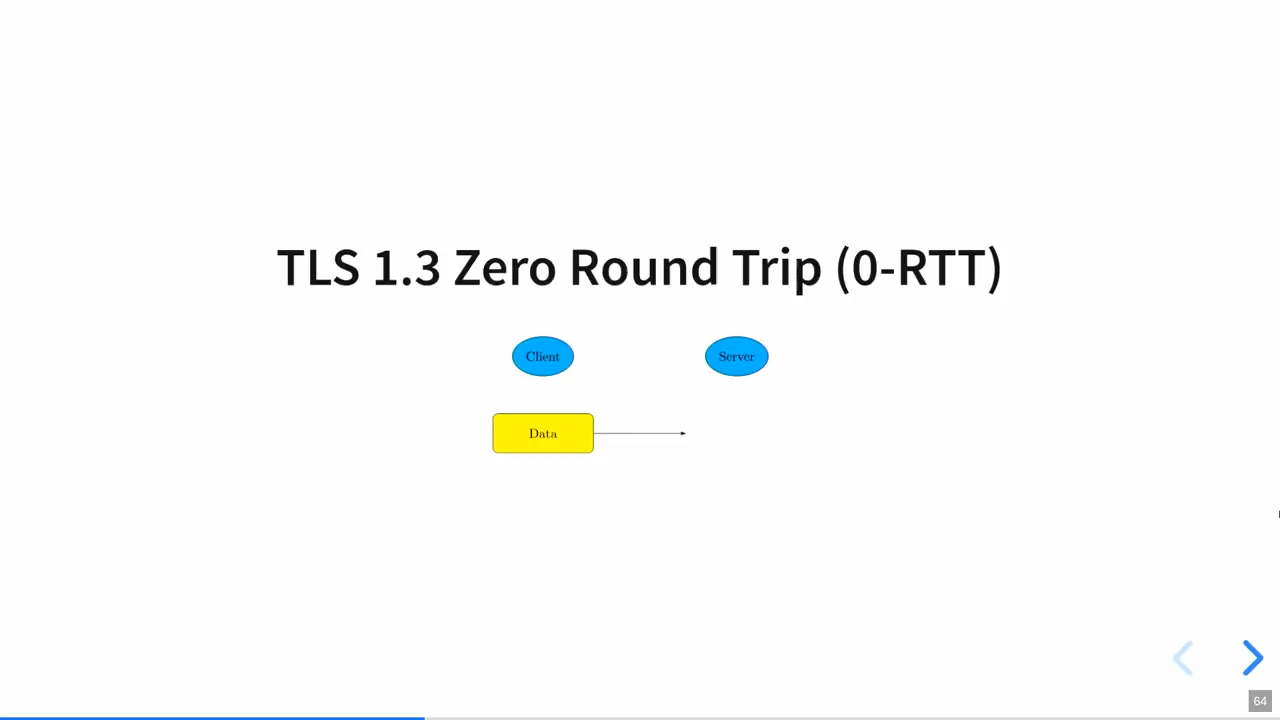 TLS 1.3 Zero Round Trip (0-RTT)
Client
Server
Data
64